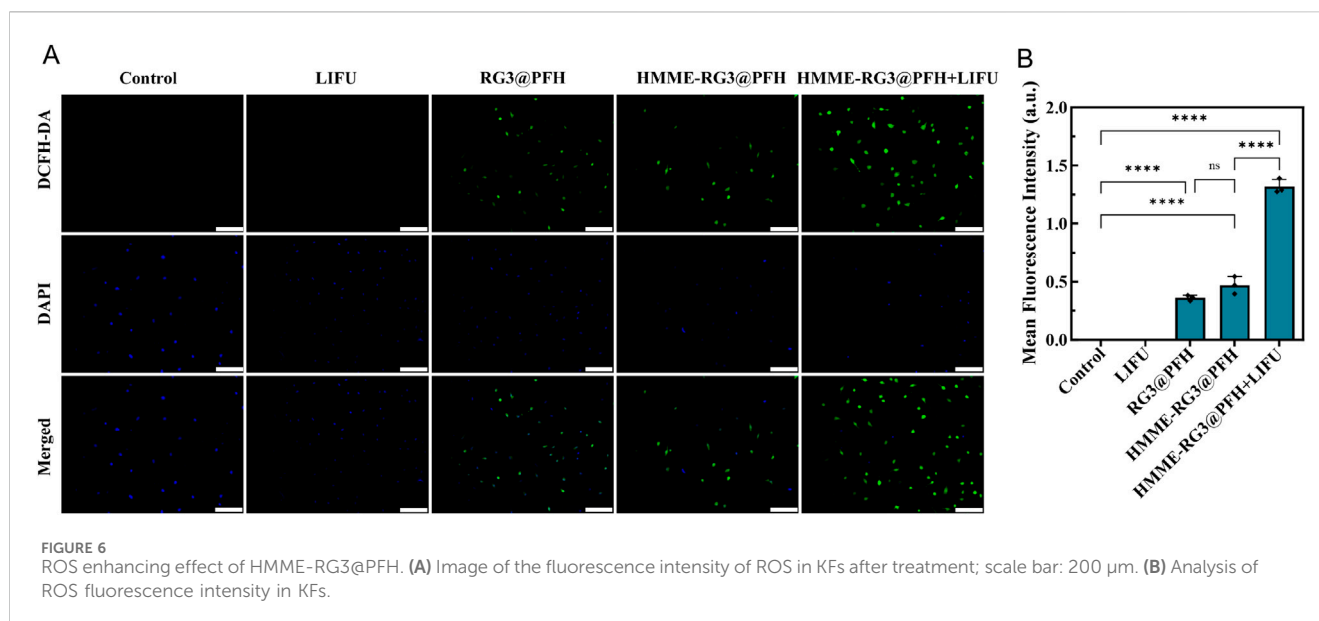 A
Control LIFU RG3@PFH HMME-RG3@PFH HMME-RG3@PFH+LIFU
DCFH-DA
DAPI
Merged
B
Mean Fluorescence Intensity (a.u.)
2.0
1.5
1.0
0.5
0.0
****
****
****
ns
****
Control
LIFU
RG3@PFH
HMME-RG3@PFH
HMME-RG3@PFH+LIFU
FIGURE 6
ROS enhancing effect of HMME-RG3@PFH. (A) Image of the fluorescence intensity of ROS in KFs after treatment; scale bar: 200 µm. (B) Analysis of
ROS fluorescence intensity in KFs.